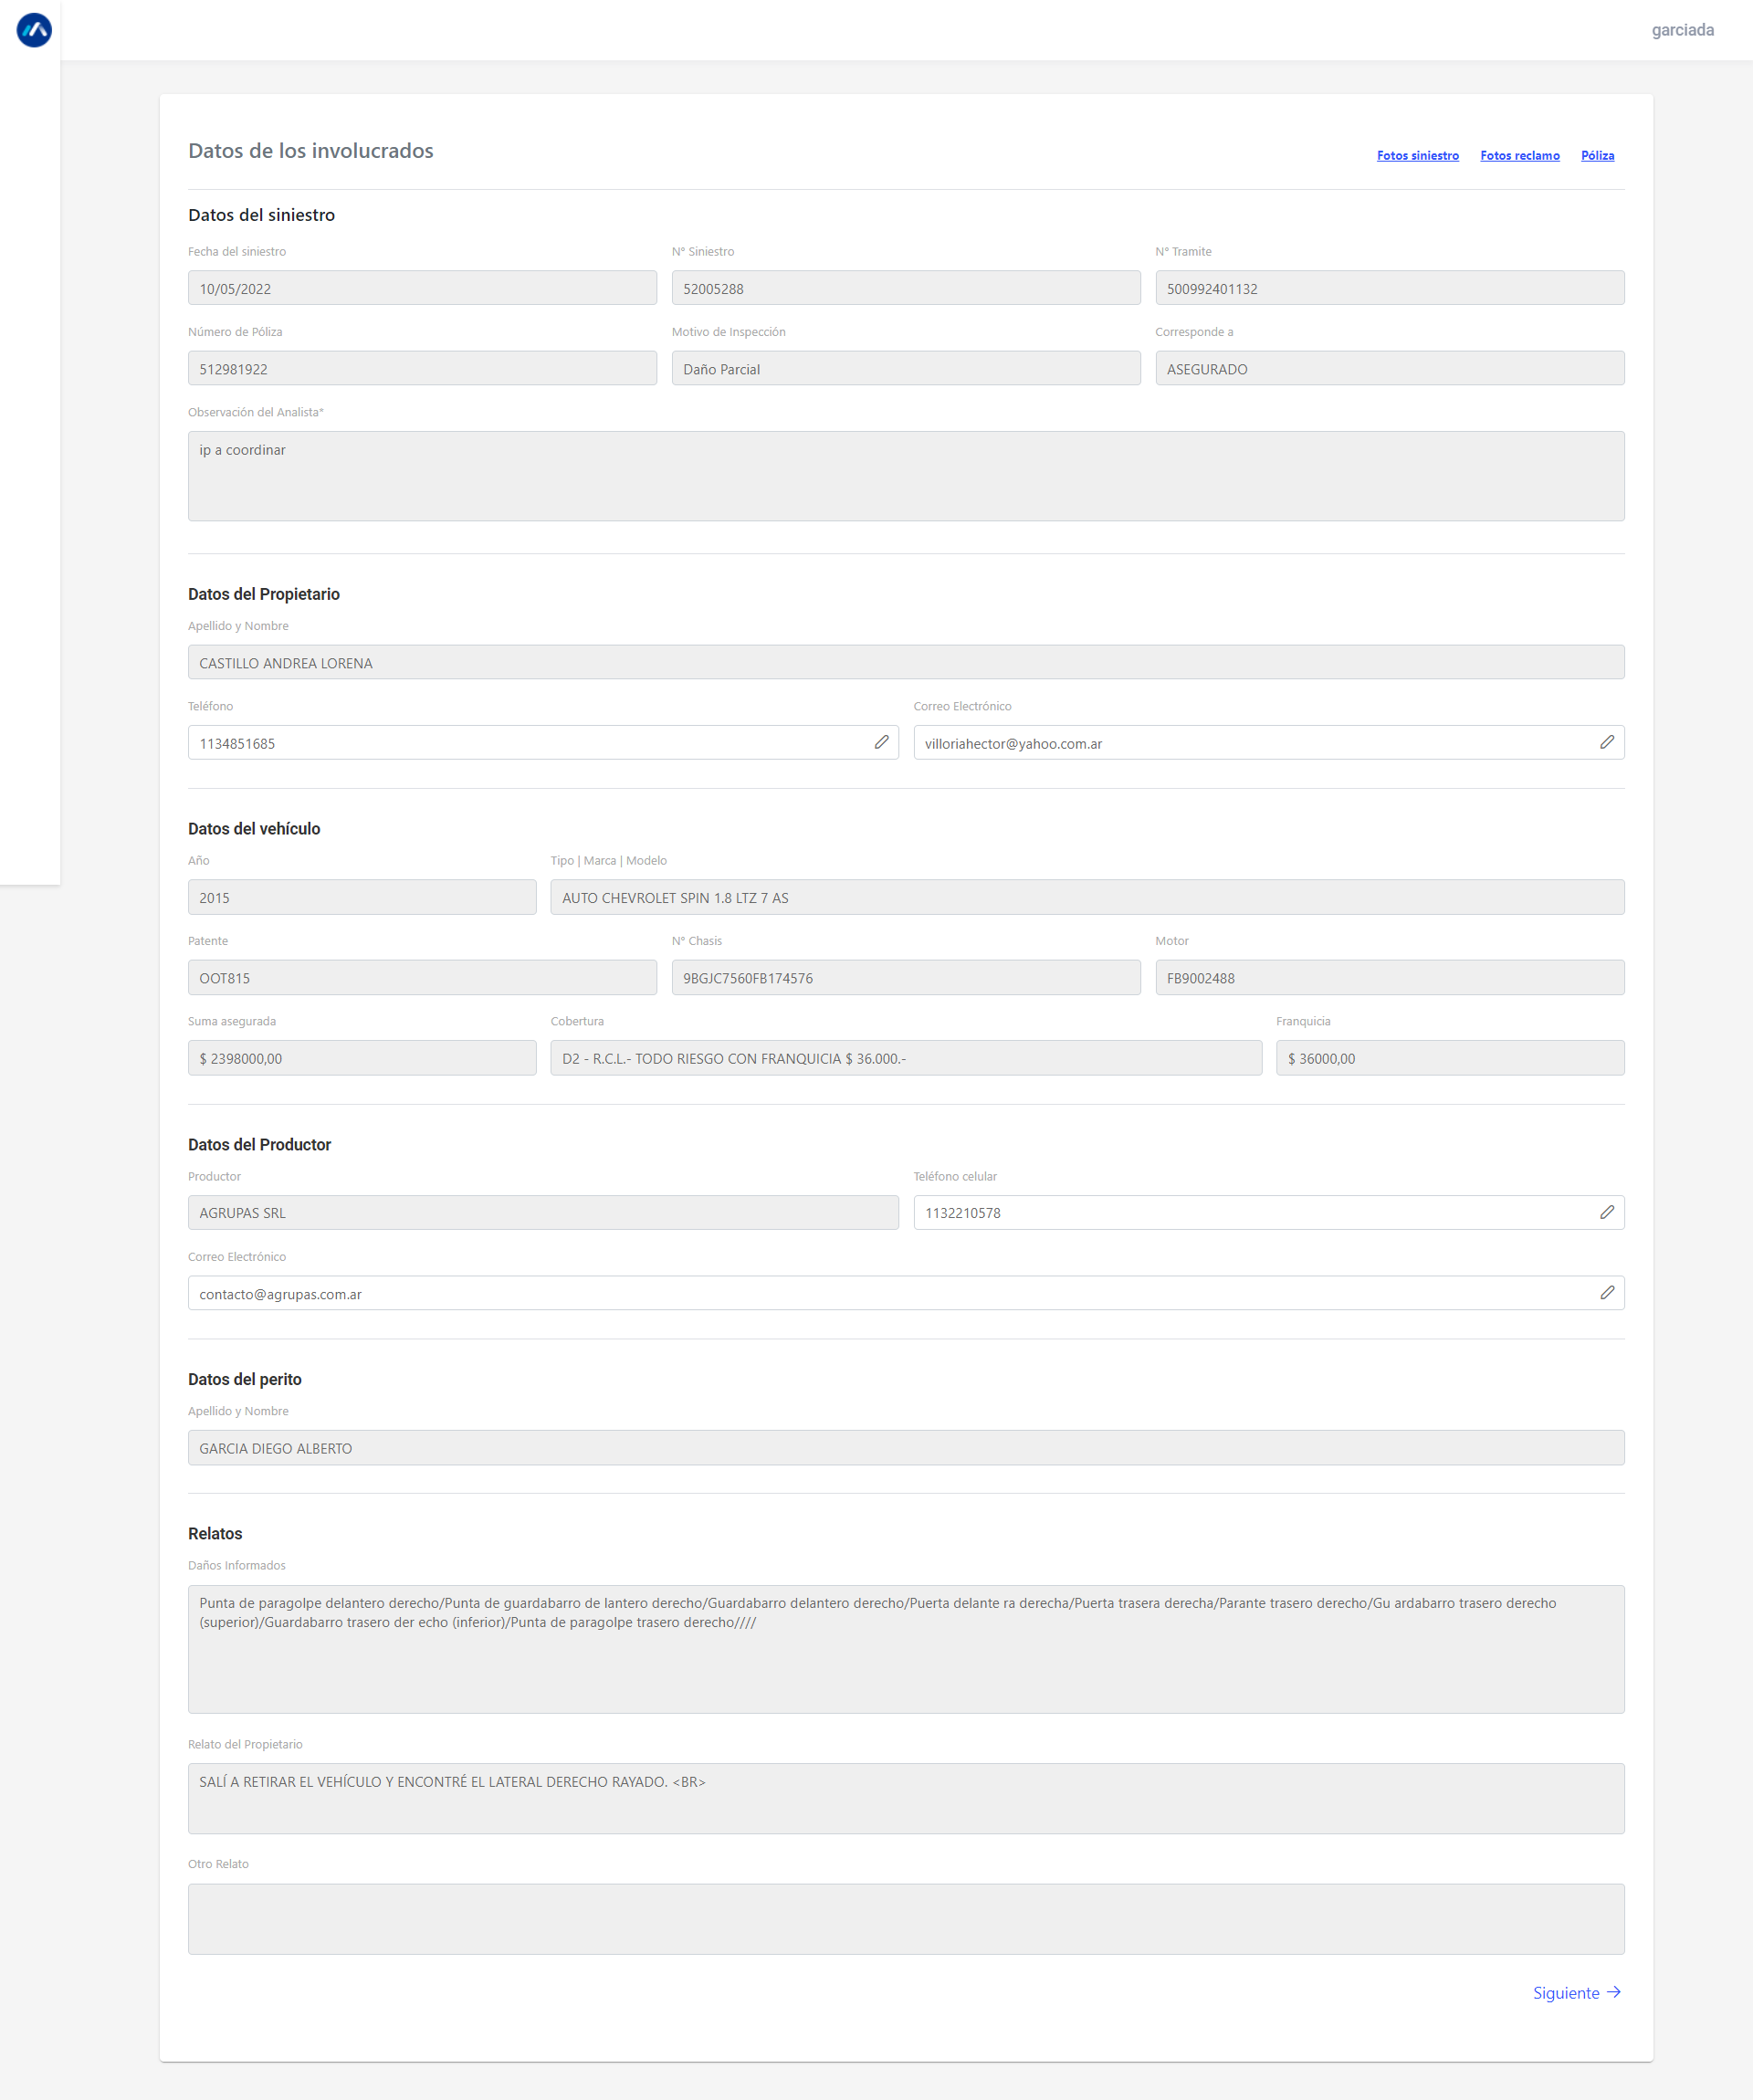 garciada
Datos de los involucrados
Fotos siniestro Fotos reclamo Póliza
Datos del siniestro
Fecha del siniestro Nº Siniestro Nº Tramite
10/05/2022 52005288 500992401132
Número de Póliza Motivo de Inspección Corresponde a
512981922 Daño Parcial ASEGURADO
Observación del Analista*
ip a coordinar
Datos del Propietario
Apellido y Nombre
CASTILLO ANDREA LORENA
Teléfono Correo Electrónico
1134851685 villoriahector@yahoo.com.ar
Datos del vehículo
Año Tipo | Marca | Modelo
2015 AUTO CHEVROLET SPIN 1.8 LTZ 7 AS
Patente Nº Chasis Motor
OOT815 9BGJC7560FB174576 FB9002488
Suma asegurada Cobertura Franquicia
$ 2398000,00 D2 - R.C.L.- TODO RIESGO CON FRANQUICIA $ 36.000.- $ 36000,00
Datos del Productor
Productor Teléfono celular
AGRUPAS SRL 1132210578
Correo Electrónico
contacto@agrupas.com.ar
Datos del perito
Apellido y Nombre
GARCIA DIEGO ALBERTO
Relatos
Daños Informados
Punta de paragolpe delantero derecho/Punta de guardabarro de lantero derecho/Guardabarro delantero derecho/Puerta delante ra derecha/Puerta trasera derecha/Parante trasero derecho/Gu ardabarro trasero derecho
(superior)/Guardabarro trasero der echo (inferior)/Punta de paragolpe trasero derecho////
Relato del Propietario
SALÍ A RETIRAR EL VEHÍCULO Y ENCONTRÉ EL LATERAL DERECHO RAYADO. <BR>
Otro Relato
Siguiente →